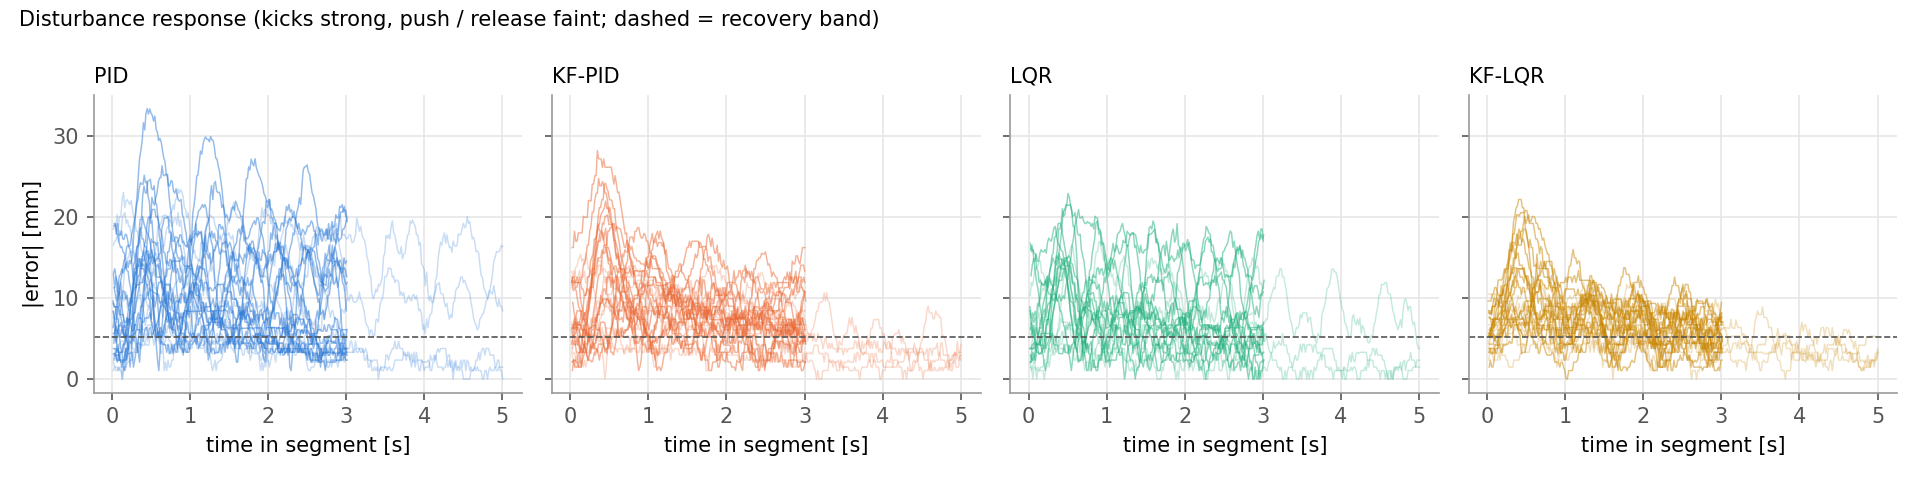 Disturbance response (kicks strong, push / release faint; dashed = recovery band)
PID
KF-PID
LQR
KF-LQR
|error| [mm]
30
20
10
0
0 1 2 3 4 5
0 1 2 3 4 5
0 1 2 3 4 5
0 1 2 3 4 5
time in segment [s]
time in segment [s]
time in segment [s]
time in segment [s]